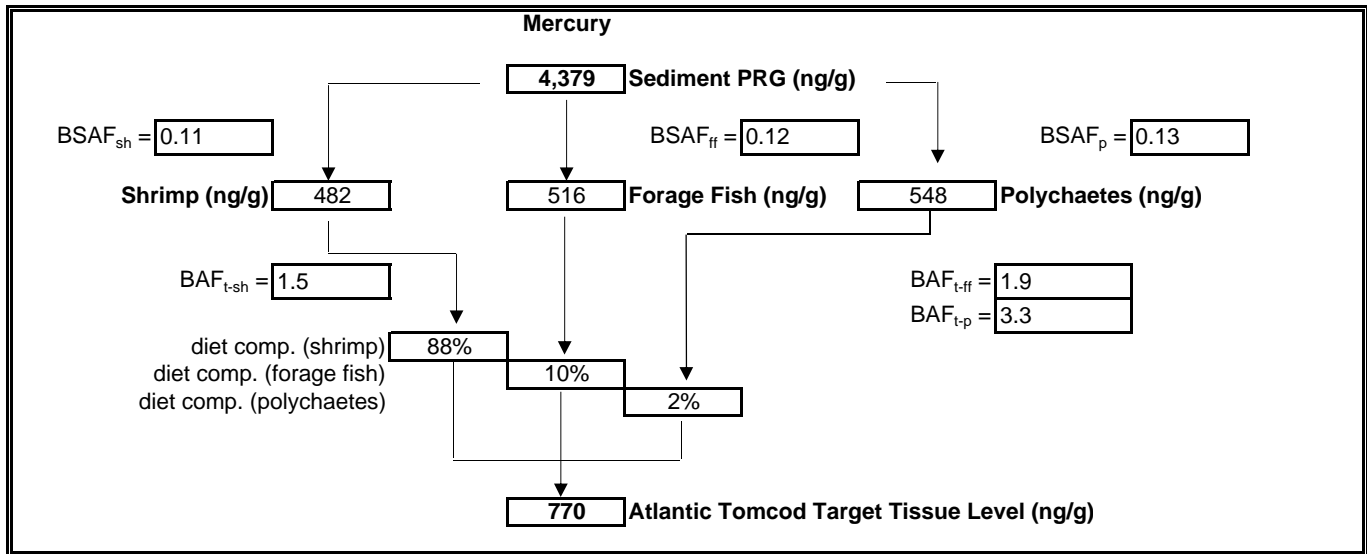 Mercury
4,379 Sediment PRG (ng/g)
BSAFsh = 0.11 BSAFff = 0.12 BSAFp = 0.13
Shrimp (ng/g) 482 516 Forage Fish (ng/g) 548 Polychaetes (ng/g)
BAFt-sh = 1.5 BAFt-ff = 1.9
BAFt-p = 3.3
diet comp. (shrimp) 88%
diet comp. (forage fish) 10%
diet comp. (polychaetes) 2%
770 Atlantic Tomcod Target Tissue Level (ng/g)